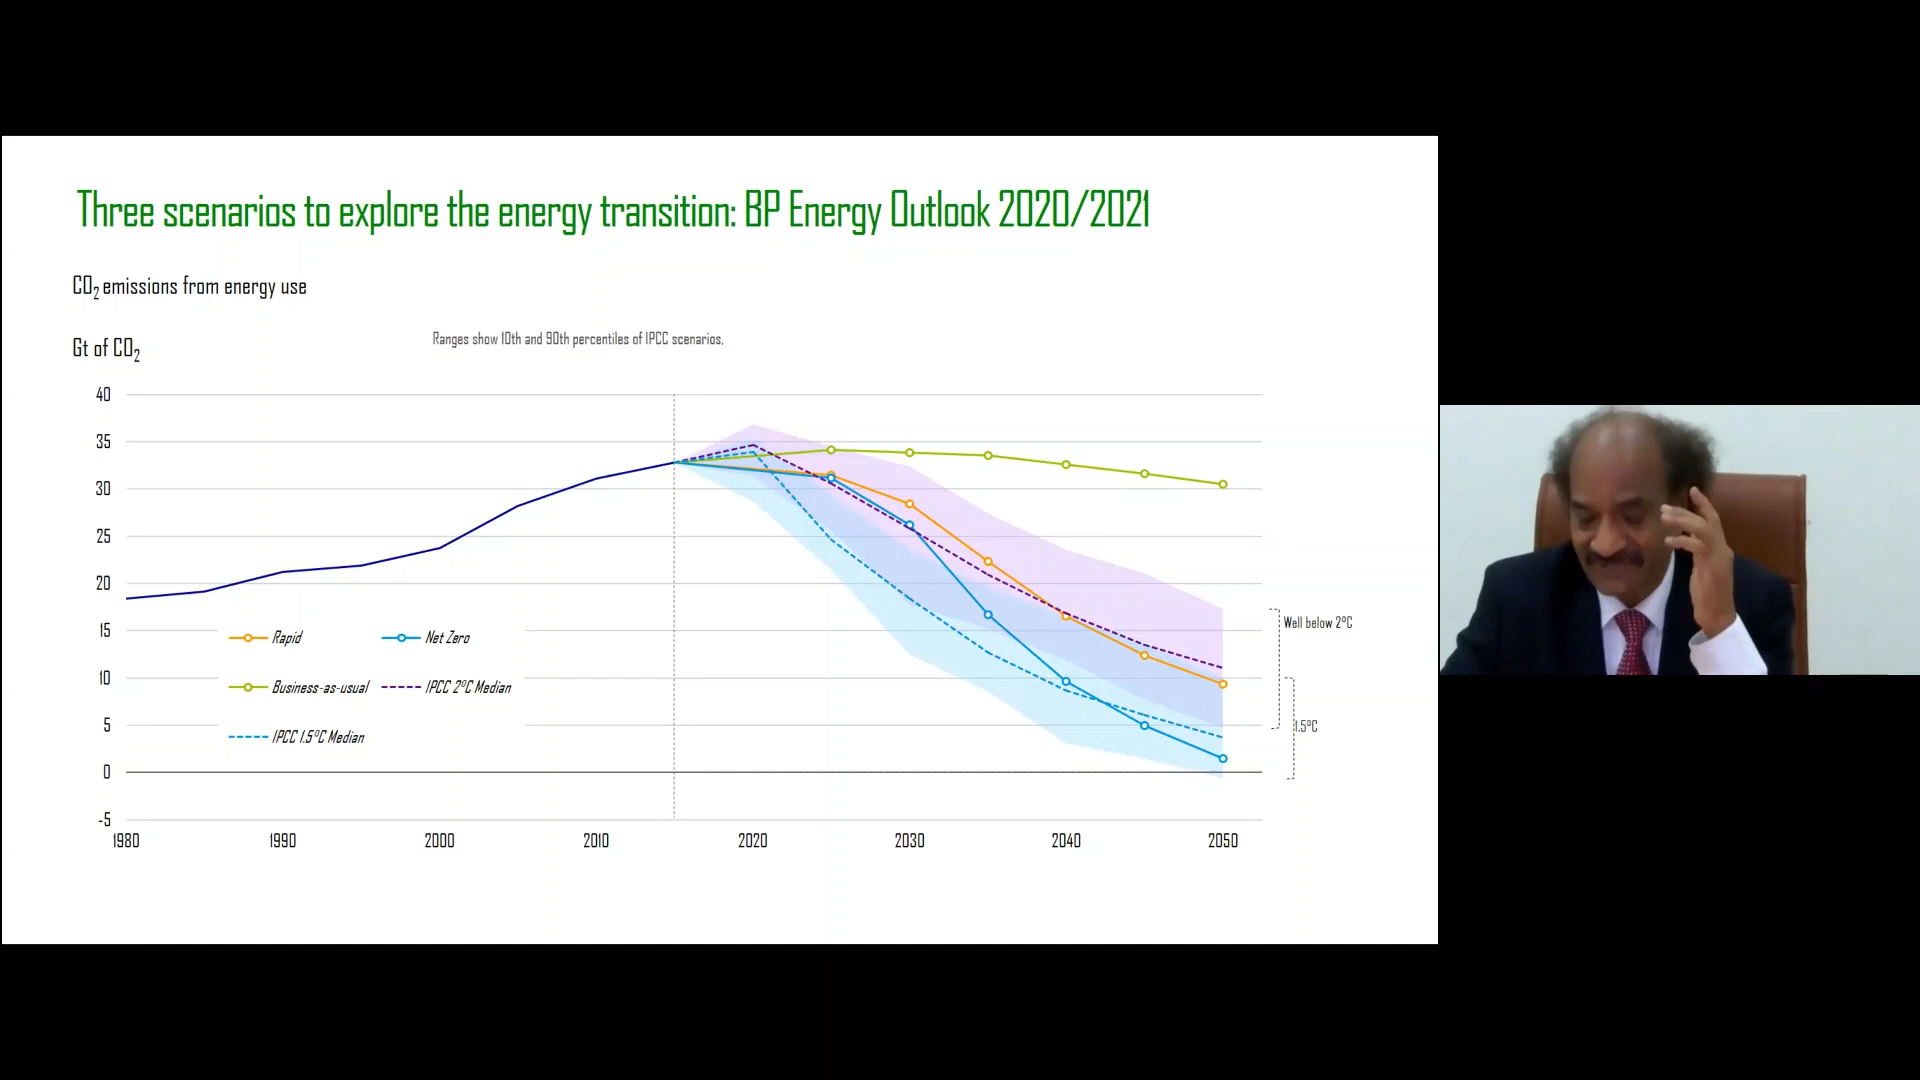 Three scenarios to explore the energy transition: BP Energy Outlook 2020/2021
CO2 emissions from energy use
Gt of CO2
Ranges show 10th and 90th percentiles of IPCC scenarios.
40
35
30
25
20
15
10
5
0
-5
Rapid
Net Zero
Business-as-usual
IPCC 2°C Median
IPCC 1.5°C Median
Well below 2°C
1.5°C
1980 1990 2000 2010 2020 2030 2040 2050